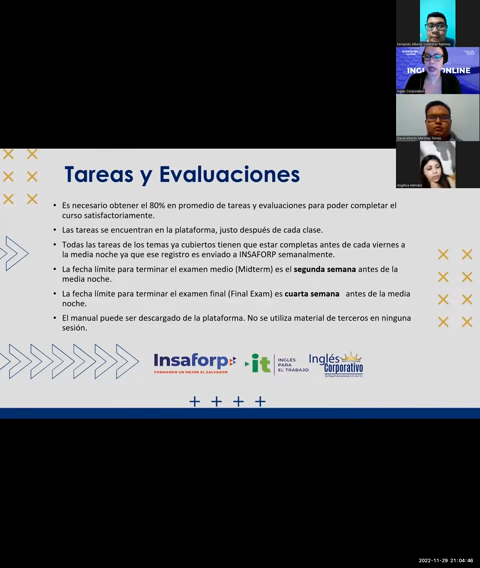 INGL ONLINE
Inglés Corporativo
Angélica Méndez
Tareas y Evaluaciones
• Es necesario obtener el 80% en promedio de tareas y evaluaciones para poder completar el
curso satisfactoriamente.
• Las tareas se encuentran en la plataforma, justo después de cada clase.
• Todas las tareas de los temas ya cubiertos tienen que estar completas antes de cada viernes a
la media noche ya que ese registro es enviado a INSAFORP semanalmente.
• La fecha límite para terminar el examen medio (Midterm) es el segunda semana antes de la
media noche.
• La fecha límite para terminar el examen final (Final Exam) es cuarta semana antes de la media
noche.
• El manual puede ser descargado de la plataforma. No se utiliza material de terceros en ninguna
sesión.
Insaforp
FORMANDO UN MEJOR EL SALVADOR
it
INGLÉS
PARA
EL TRABAJO
Inglés
Corporativo
2022-11-29 21:04:46